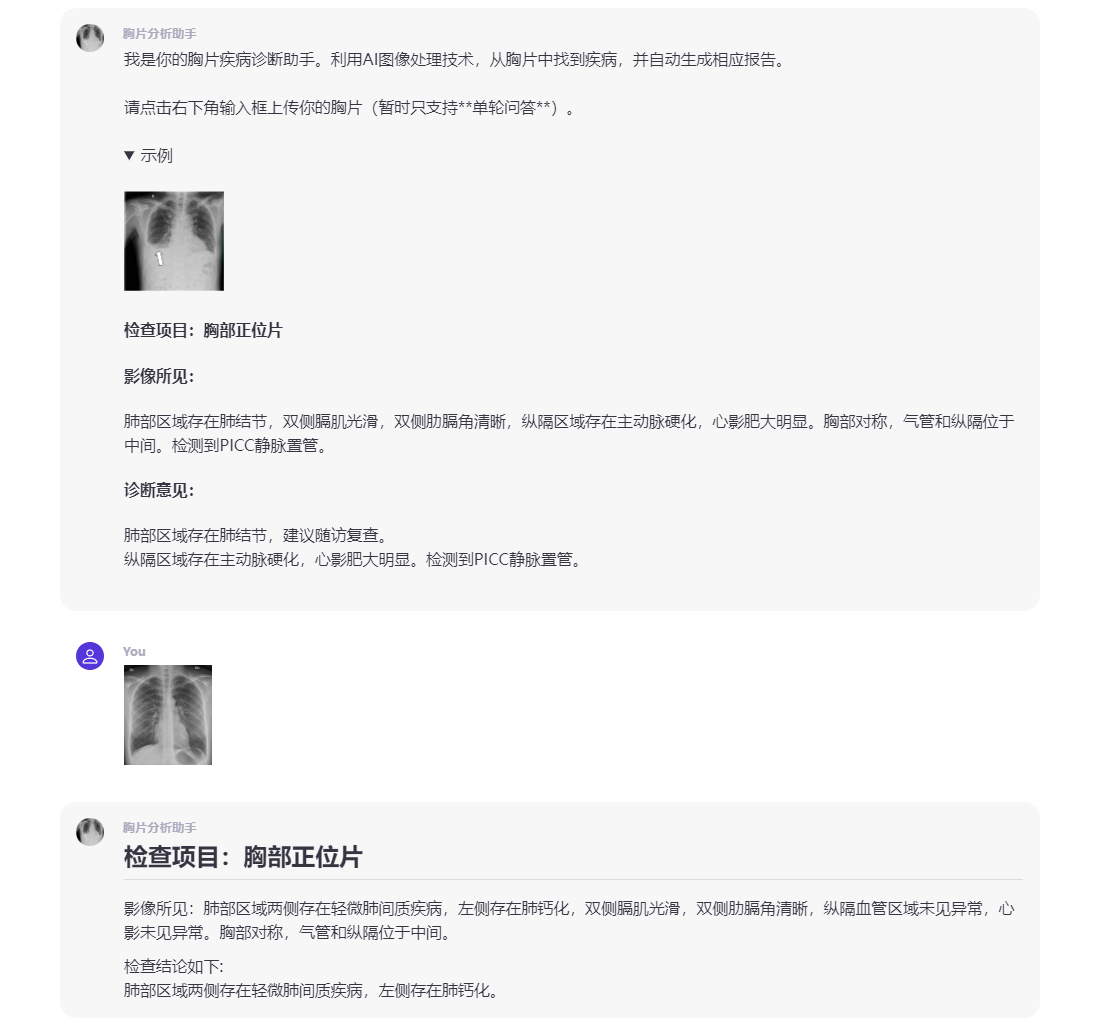 胸片分析助手
我是你的胸片疾病诊断助手。利用AI图像处理技术，从胸片中找到疾病，并自动生成相应报告。
请点击右下角输入框上传你的胸片（暂时只支持**单轮问答**）。
▼ 示例
检查项目：胸部正位片
影像所见：
肺部区域存在肺结节，双侧膈肌光滑，双侧肋膈角清晰，纵隔区域存在主动脉硬化，心影肥大明显。胸部对称，气管和纵隔位于
中间。检测到PICC静脉置管。
诊断意见：
肺部区域存在肺结节，建议随访复查。
纵隔区域存在主动脉硬化，心影肥大明显。检测到PICC静脉置管。
You
胸片分析助手
检查项目：胸部正位片
影像所见：肺部区域两侧存在轻微肺间质疾病，左侧存在肺钙化，双侧膈肌光滑，双侧肋膈角清晰，纵隔血管区域未见异常，心
影未见异常。胸部对称，气管和纵隔位于中间。
检查结论如下:
肺部区域两侧存在轻微肺间质疾病，左侧存在肺钙化。